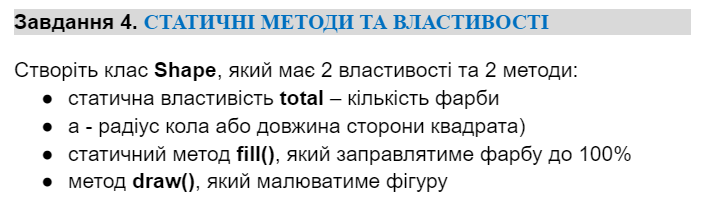 Завдання 4. СТАТИЧНІ МЕТОДИ ТА ВЛАСТИВОСТІ
Створіть клас Shape, який має 2 властивості та 2 методи:
● статична властивість total – кількість фарби
● а - радіус кола або довжина сторони квадрата)
● статичний метод fill(), який заправлятиме фарбу до 100%
● метод draw(), який малюватиме фігуру